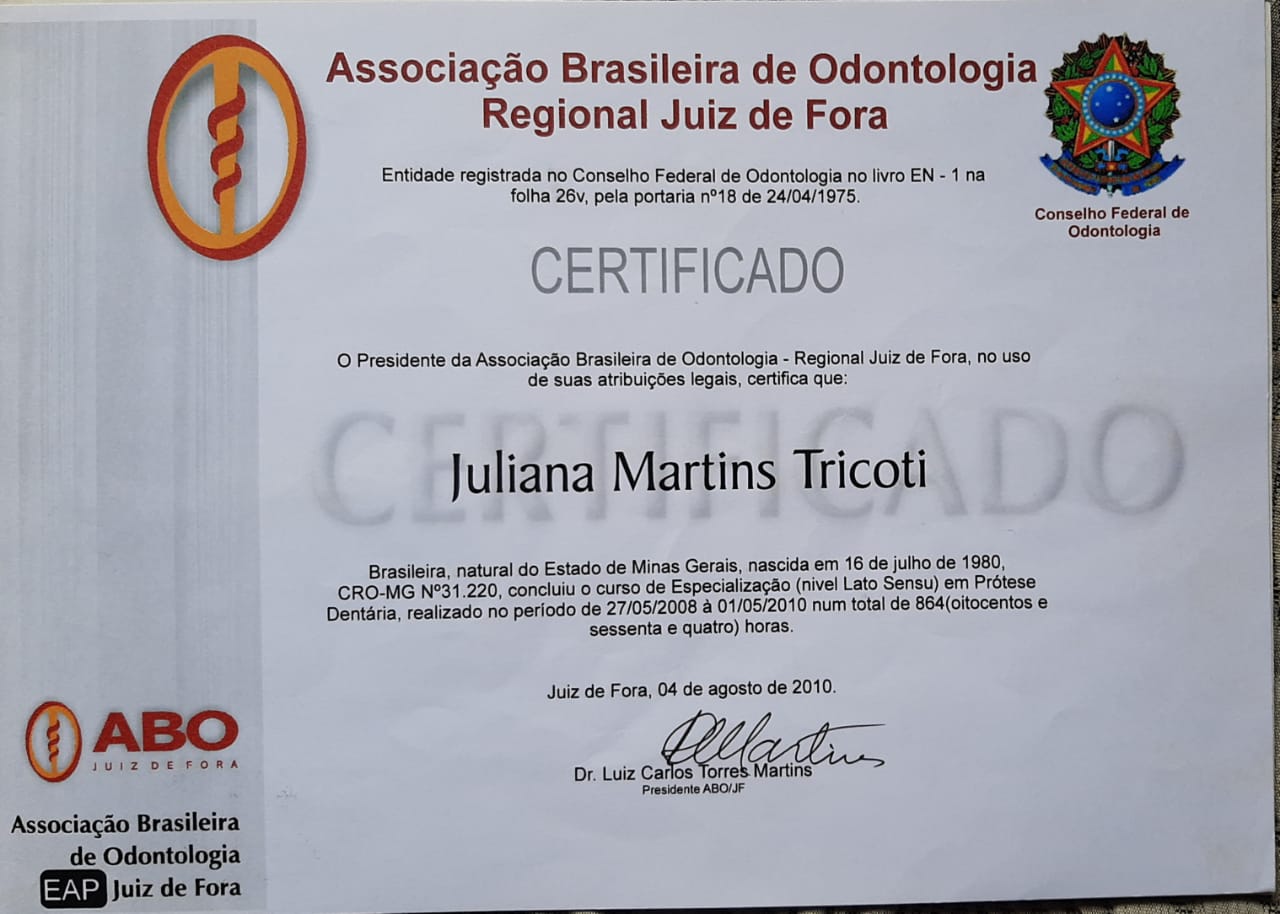 Associação Brasileira de Odontologia
Regional Juiz de Fora
Entidade registrada no Conselho Federal de Odontologia no livro EN - 1 na
folha 26v, pela portaria nº18 de 24/04/1975.
Conselho Federal de
Odontologia
CERTIFICADO
O Presidente da Associação Brasileira de Odontologia - Regional Juiz de Fora, no uso
de suas atribuições legais, certifica que:
CERTIFICADO
Juliana Martins Tricoti
Brasileira, natural do Estado de Minas Gerais, nascida em 16 de julho de 1980,
CRO-MG Nº31.220, concluiu o curso de Especialização (nivel Lato Sensu) em Prótese
Dentária, realizado no período de 27/05/2008 à 01/05/2010 num total de 864(oitocentos e
sessenta e quatro) horas.
Juiz de Fora, 04 de agosto de 2010.
Dr. Luiz Carlos Torres Martins
Presidente ABO/JF
ABO
JUIZ DE FORA
Associação Brasileira
de Odontologia
EAP Juiz de Fora